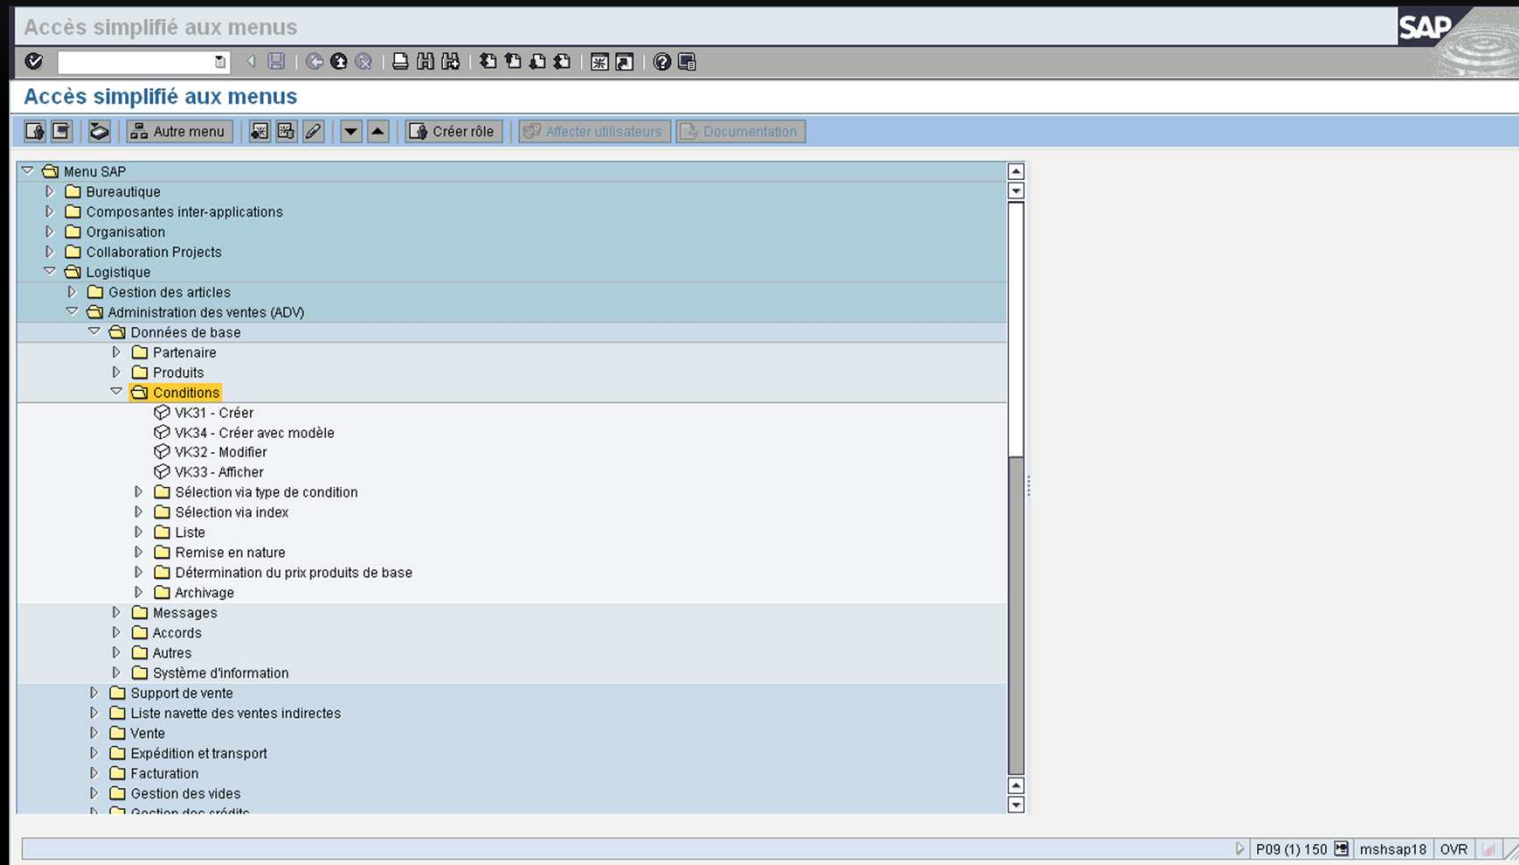 Accès simplifié aux menus
SAP
Accès simplifié aux menus
Autre menu
Créer rôle
Affecter utilisateurs
Documentation
Menu SAP
Bureautique
Composantes inter-applications
Organisation
Collaboration Projects
Logistique
Gestion des articles
Administration des ventes (ADV)
Données de base
Partenaire
Produits
Conditions
VK31 - Créer
VK34 - Créer avec modèle
VK32 - Modifier
VK33 - Afficher
Sélection via type de condition
Sélection via index
Liste
Remise en nature
Détermination du prix produits de base
Archivage
Messages
Accords
Autres
Système d'information
Support de vente
Liste navette des ventes indirectes
Vente
Expédition et transport
Facturation
Gestion des vides
Gestion des crédits
P09 (1) 150
mshsap18
OVR